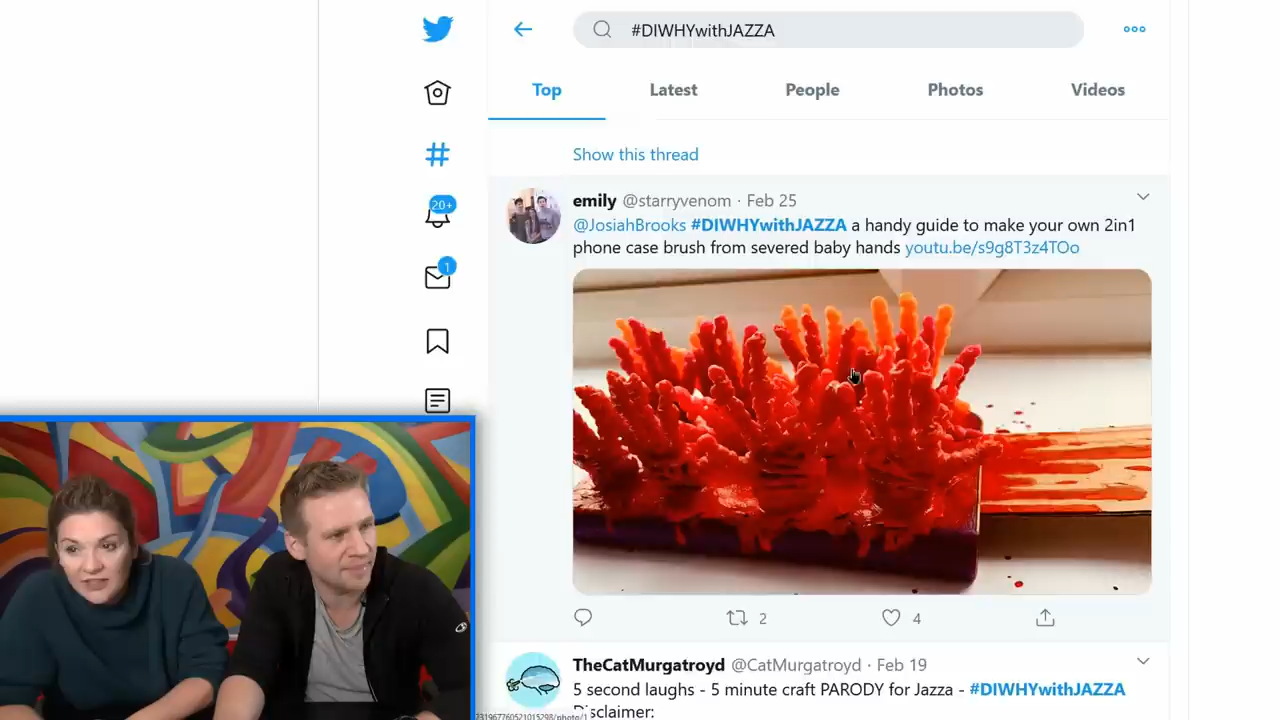 #DIWHYwithJAZZA
Top Latest People Photos Videos
Show this thread
20+
emily @starryvenom · Feb 25
@JosiahBrooks #DIWHYwithJAZZA a handy guide to make your own 2in1
phone case brush from severed baby hands youtu.be/s9g8T3z4TOo
1
2 4
TheCatMurgatroyd @CatMurgatroyd · Feb 19
5 second laughs - 5 minute craft PARODY for Jazza - #DIWHYwithJAZZA
Disclaimer: